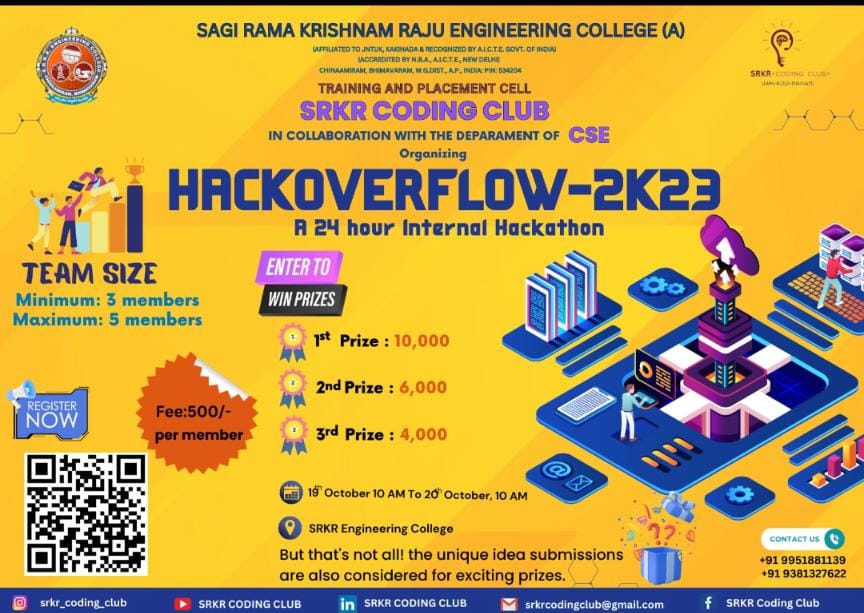 SAGI RAMA KRISHNAM RAJU ENGINEERING COLLEGE (A)
(AFFILIATED TO JNTUK, KAKINADA & RECOGNIZED BY A.I.C.T.E. GOVT. OF INDIA)
(ACCREDITED BY N.B.A., A.I.C.T.E., NEW DELHI)
CHINAAMIRAM, BHIMAVARAM, W.G.DIST., A.P., INDIA: PIN: 534204
TRAINING AND PLACEMENT CELL
SRKR CODING CLUB
IN COLLABORATION WITH THE DEPARAMENT OF CSE
Organizing
SRKR<CODING CLUB>
LEARN-BUILD-INNOVATE
HACKOVERFLOW-2K23
A 24 hour Internal Hackathon
TEAM SIZE
Minimum: 3 members
Maximum: 5 members
ENTER TO
WIN PRIZES
1st Prize : 10,000
2nd Prize : 6,000
3rd Prize : 4,000
REGISTER
NOW
Fee:500/-
per member
19th October 10 AM To 20th October, 10 AM
SRKR Engineering College
But that's not all! the unique idea submissions
are also considered for exciting prizes.
CONTACT US
+91 9951881139
+91 9381327622
srkr_coding_club
SRKR CODING CLUB
SRKR CODING CLUB
srkrcodingclub@gmail.com
SRKR Coding Club